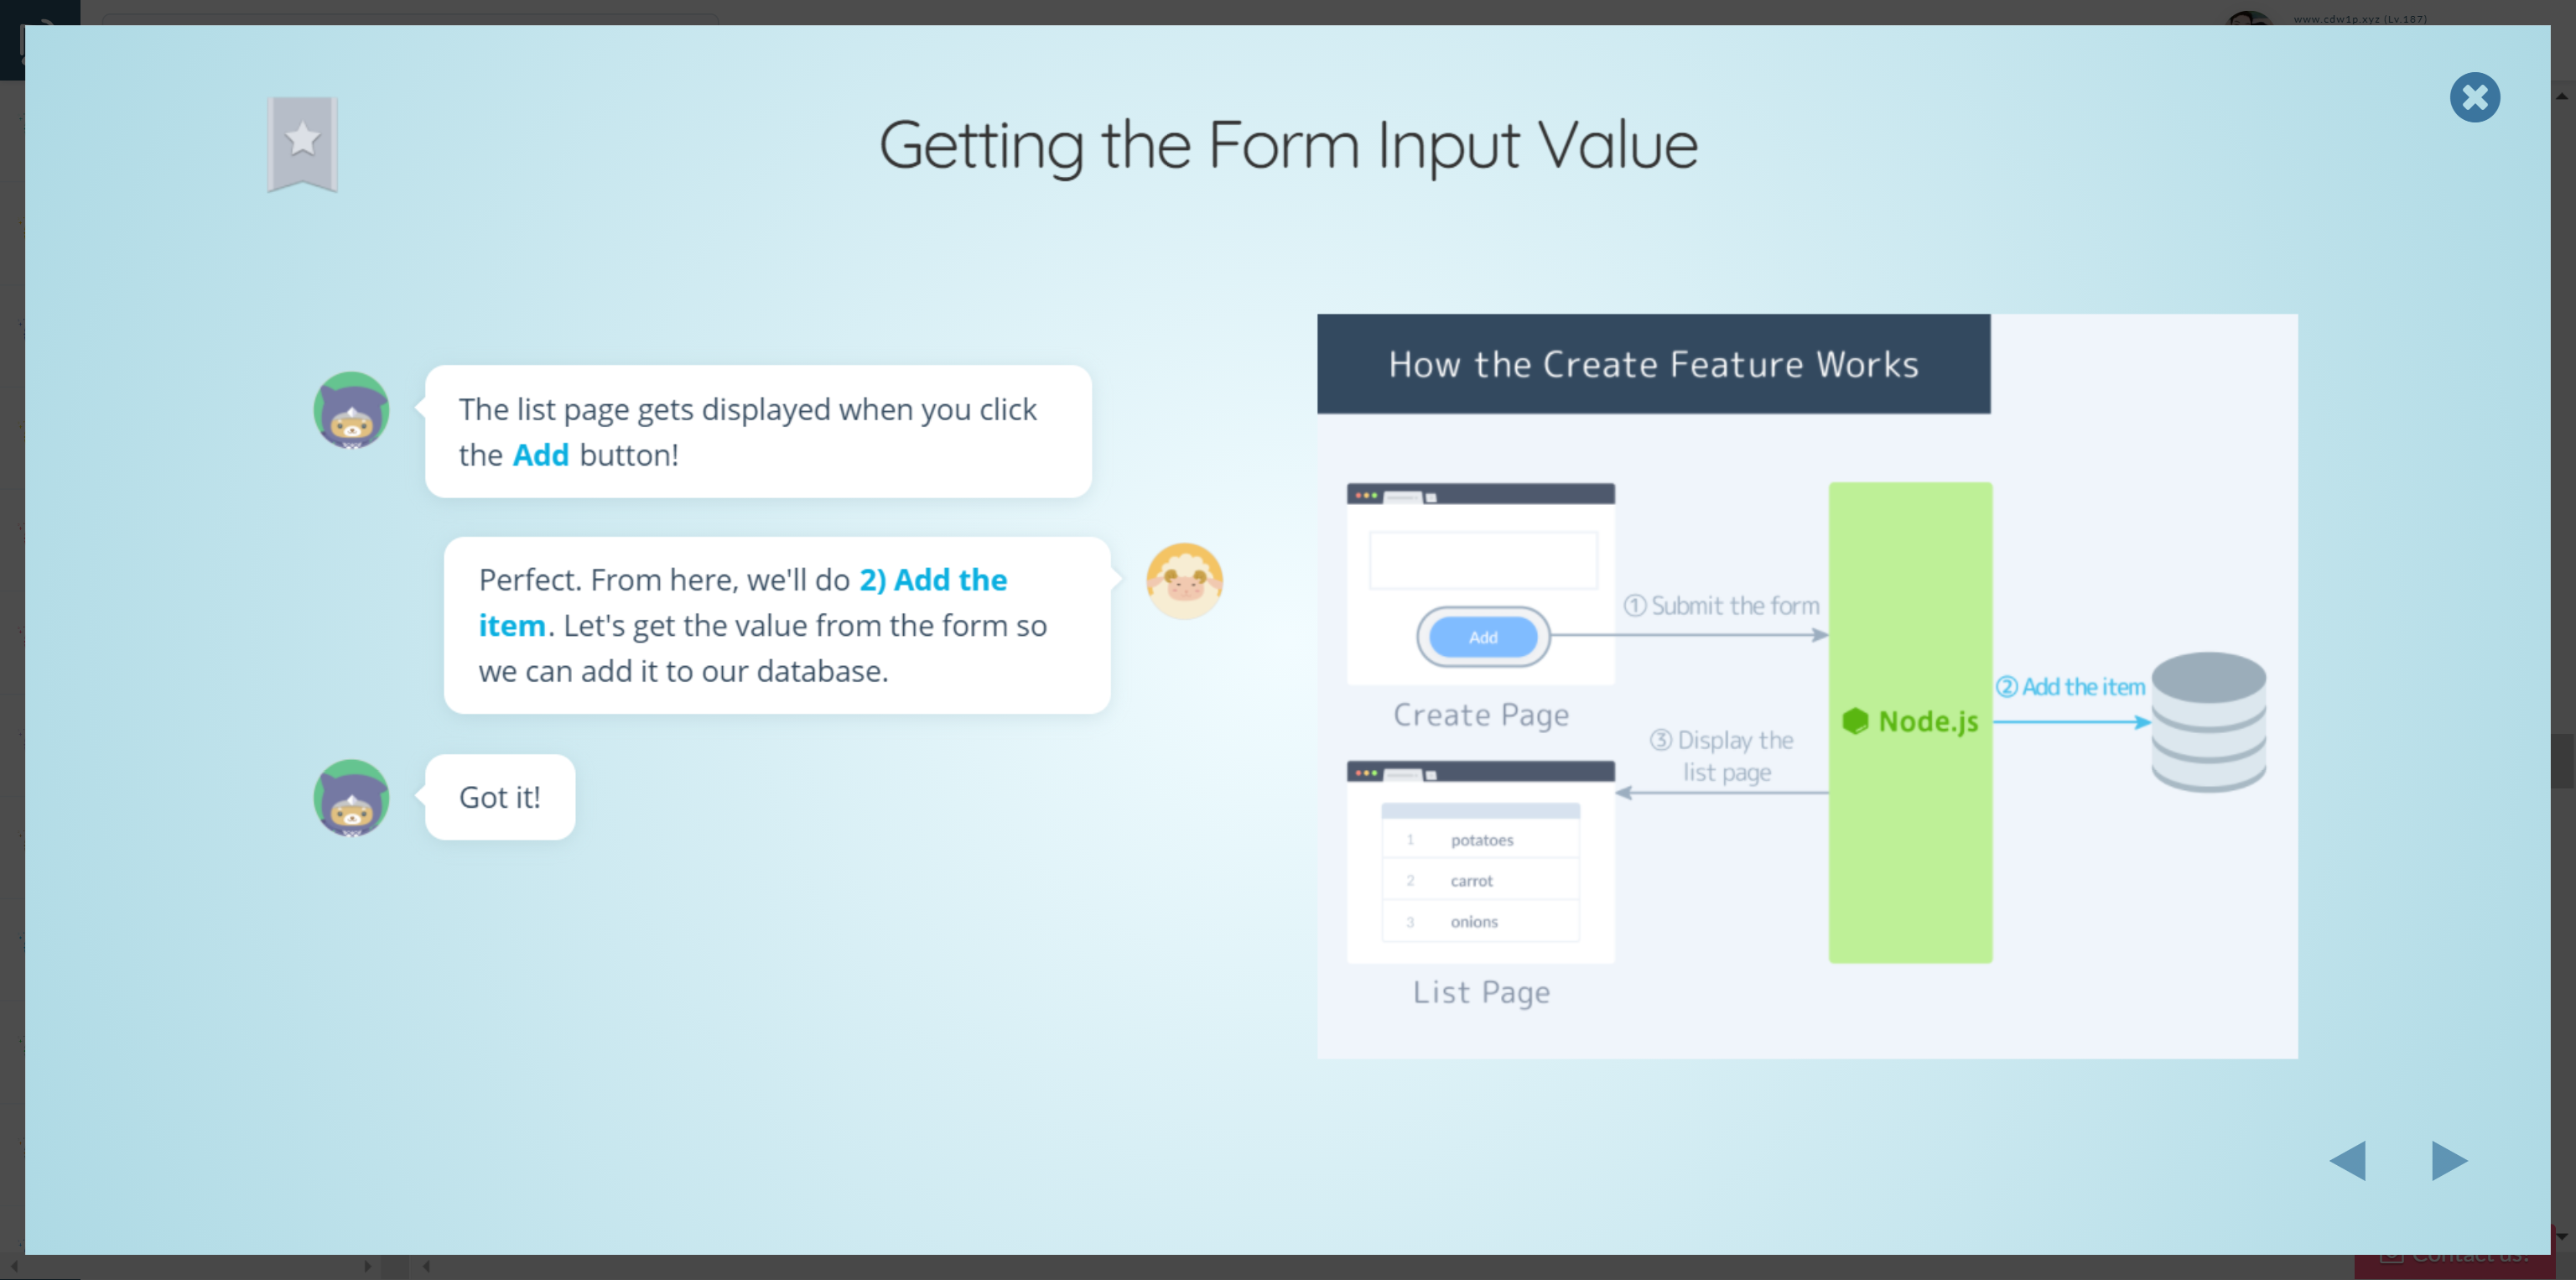 www.cdw1p.xyz (Lv.187)
Getting the Form Input Value
The list page gets displayed when you click
the Add button!
Perfect. From here, we'll do 2) Add the
item. Let's get the value from the form so
we can add it to our database.
Got it!
How the Create Feature Works
Add
① Submit the form
Create Page
② Add the item
Node.js
③ Display the
list page
1 potatoes
2 carrot
3 onions
List Page
Contact us!